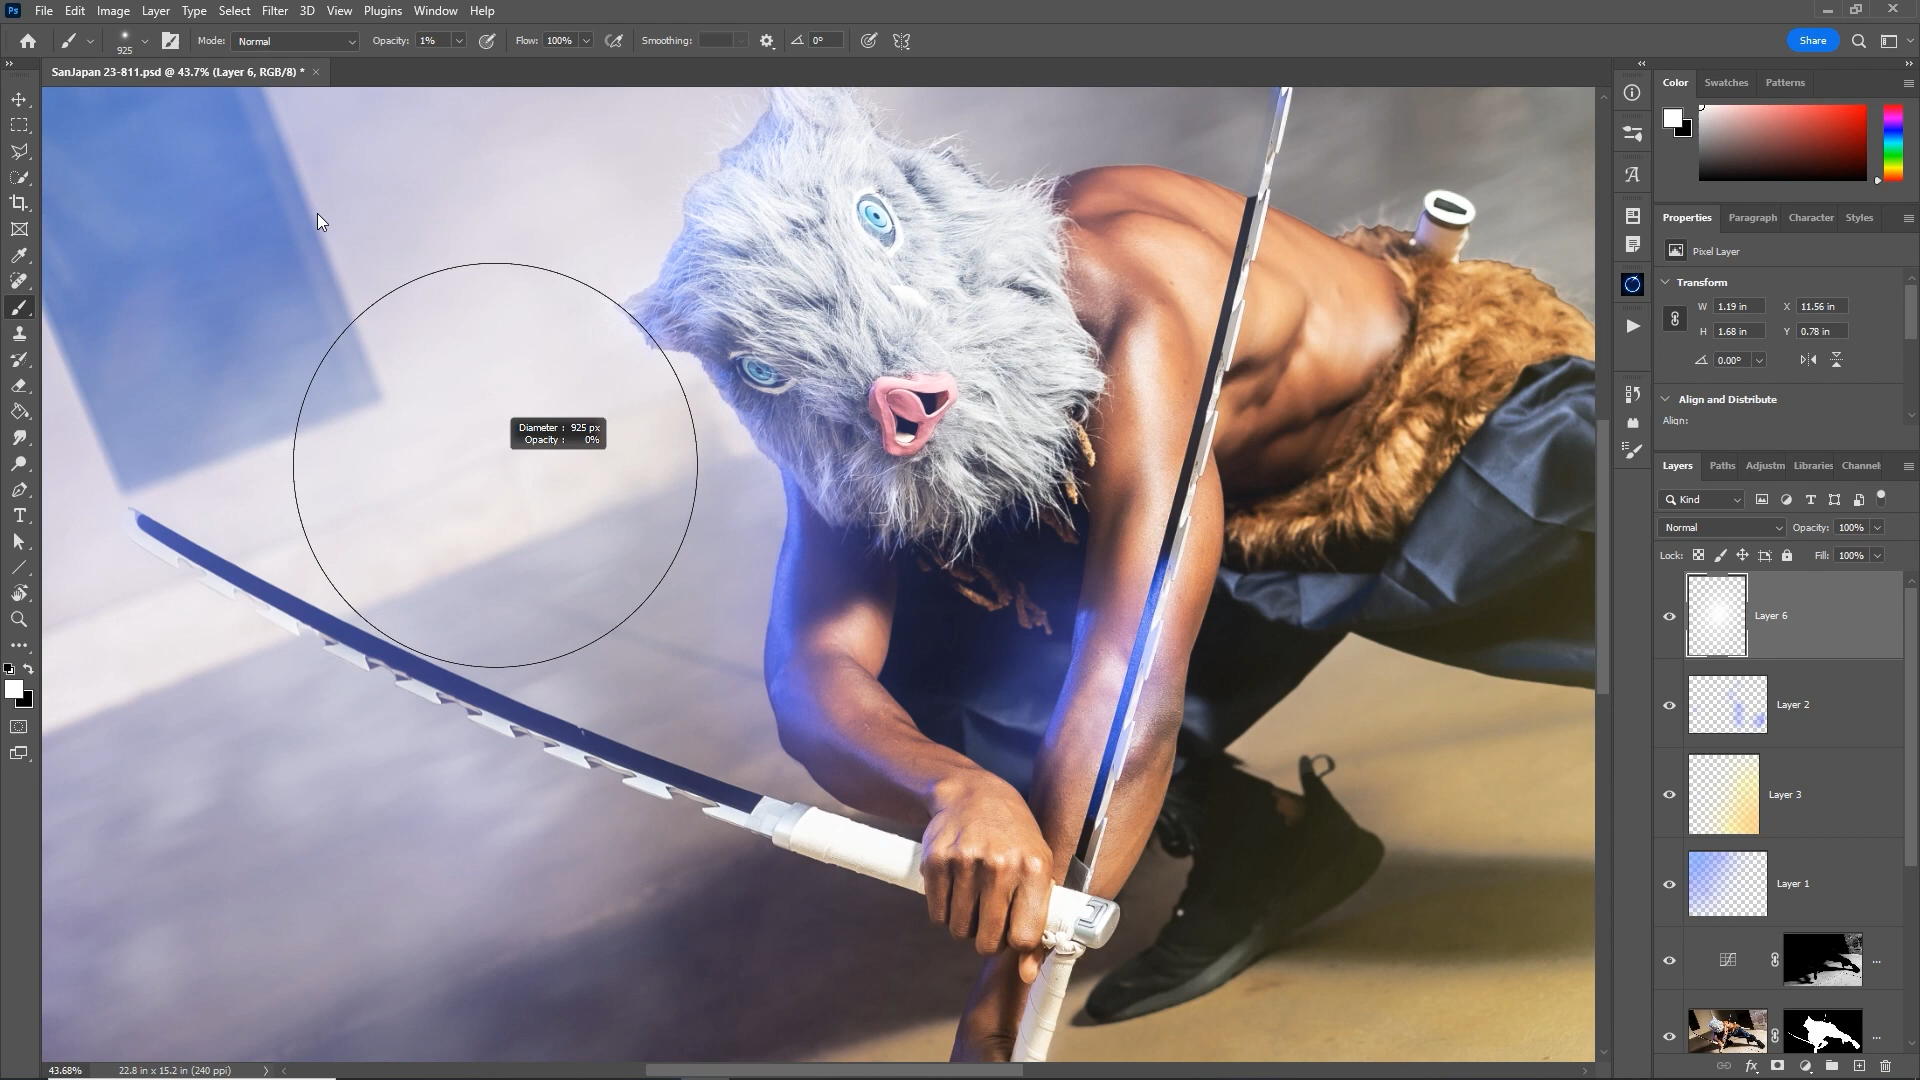 Ps File Edit Image Layer Type Select Filter 3D View Plugins Window Help
925 Mode: Normal Opacity: 1% Flow: 100% Smoothing: 0° Share
SanJapan 23-811.psd @ 43.7% (Layer 6, RGB/8) * ×
Color Swatches Patterns
Properties Paragraph Character Styles
Pixel Layer
Transform
W 1.19 in X 11.56 in
H 1.68 in Y 0.78 in
0.00°
Align and Distribute
Align:
Diameter : 925 px
Opacity : 0%
Layers Paths Adjustm Libraries Channel
Kind
Normal Opacity: 100%
Lock: Fill: 100%
Layer 6
Layer 2
Layer 3
Layer 1
43.68% 22.8 in x 15.2 in (240 ppi)